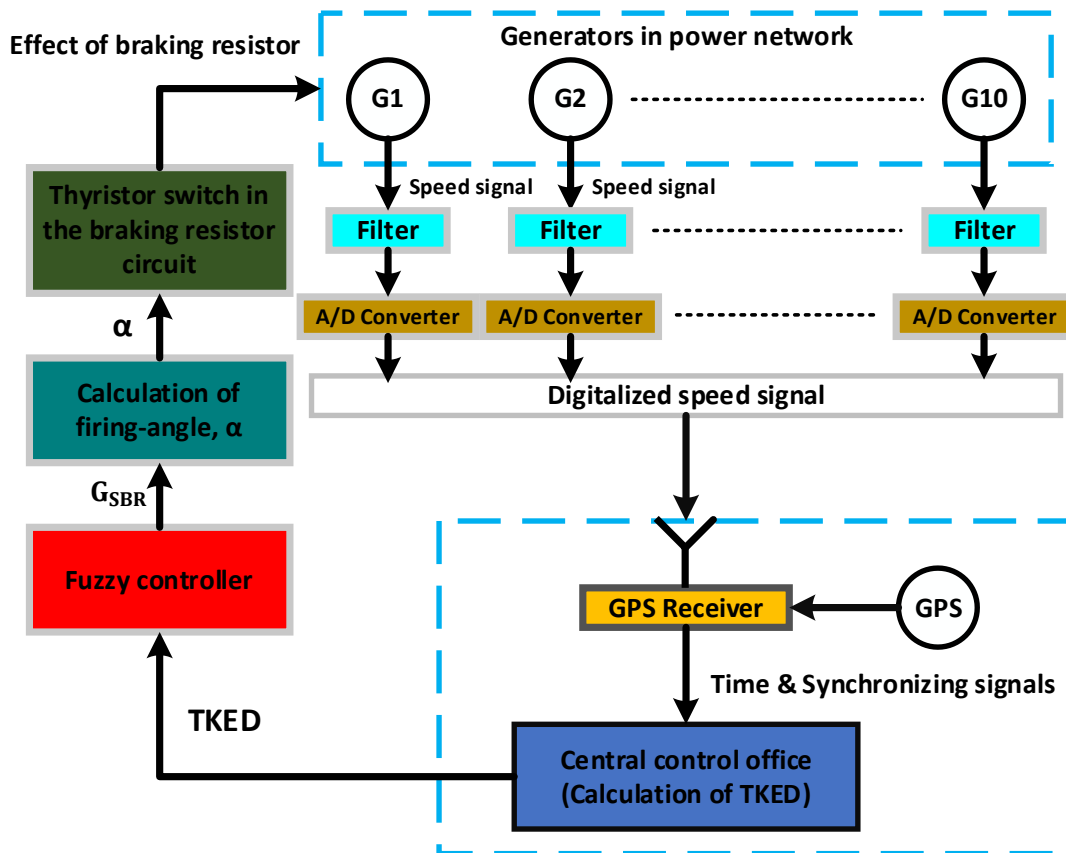 Effect of braking resistor
Generators in power network
G1
G2
G10
Speed signal
Speed signal
Thyristor switch in
the braking resistor
circuit
Filter
Filter
Filter
A/D Converter
A/D Converter
A/D Converter
α
Calculation of
firing-angle, α
Digitalized speed signal
GSBR
Fuzzy controller
GPS Receiver
GPS
Time & Synchronizing signals
TKED
Central control office
(Calculation of TKED)